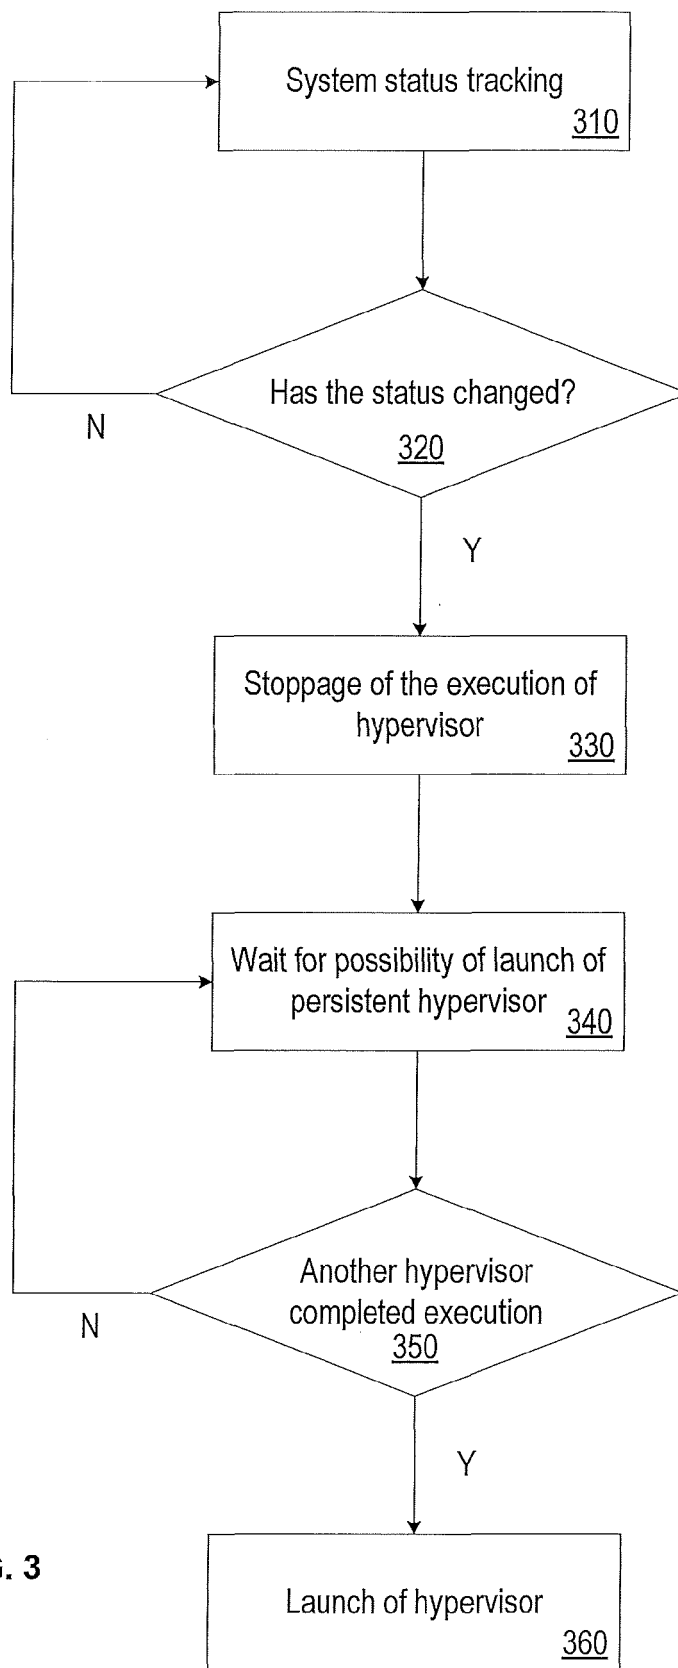 System status tracking
310
Has the status changed?
320
N
Y
Stoppage of the execution of
hypervisor
330
Wait for possibility of launch of
persistent hypervisor
340
Another hypervisor
completed execution
350
N
Y
. 3
Launch of hypervisor
360